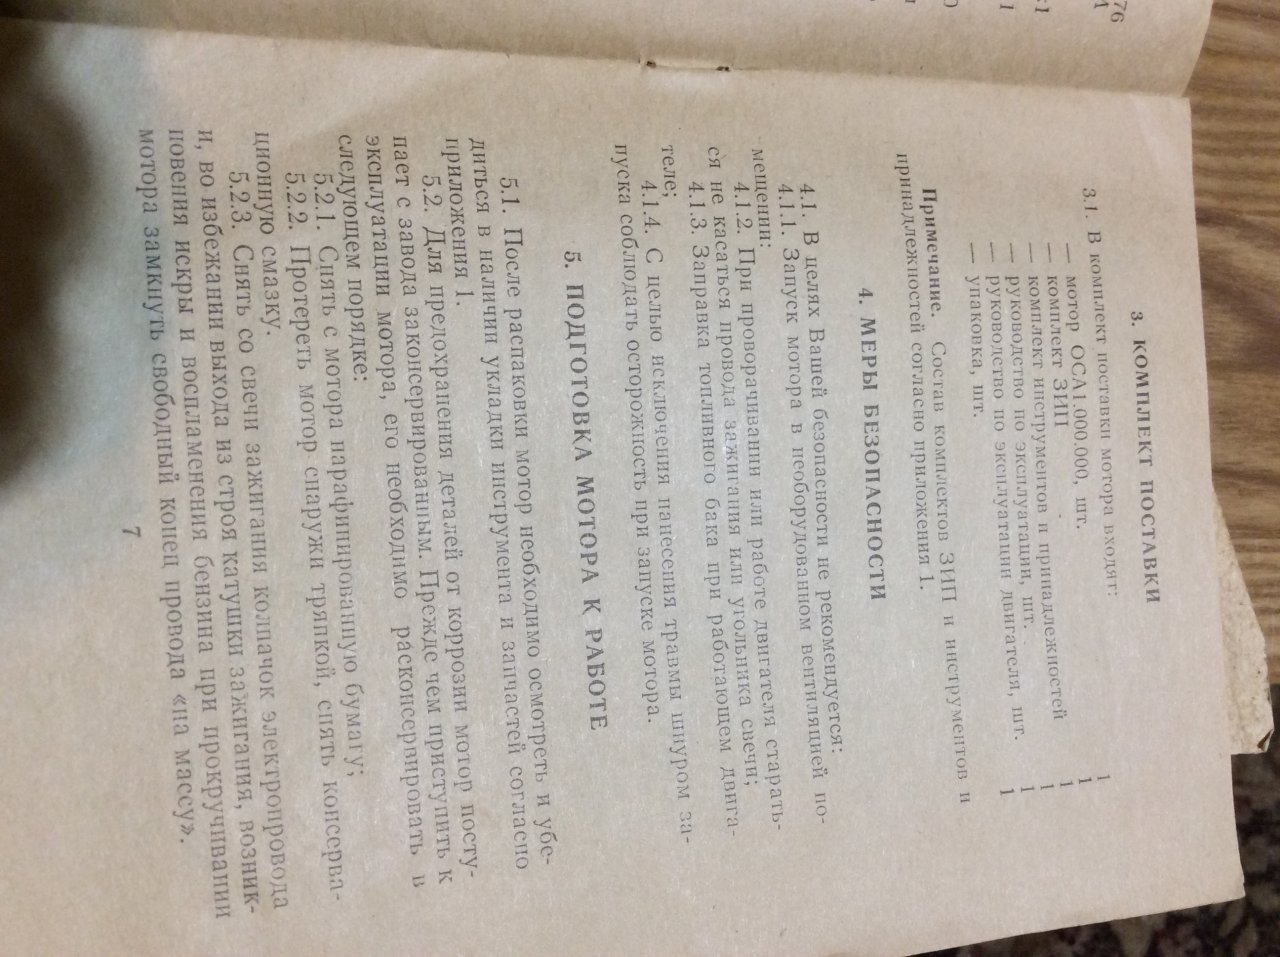 3. КОМПЛЕКТ ПОСТАВКИ
3.1. В комплект поставки мотора входят:
— мотор ОСА1.000.000, шт. 1
— комплект ЗИП 1
— комплект инструментов и принадлежностей 1
— руководство по эксплуатации, шт. 1
— руководство по эксплуатации двигателя, шт. 1
— упаковка, шт.
Примечание. Состав комплектов ЗИП и инструментов и
принадлежностей согласно приложения 1.
4. МЕРЫ БЕЗОПАСНОСТИ
4.1. В целях Вашей безопасности не рекомендуется:
4.1.1. Запуск мотора в необорудованном вентиляцией по-
мещении;
4.1.2. При проворачивании или работе двигателя старать-
ся не касаться провода зажигания или угольника свечи;
4.1.3. Заправка топливного бака при работающем двига-
теле;
4.1.4. С целью исключения нанесения травмы шнуром за-
пуска соблюдать осторожность при запуске мотора.
5. ПОДГОТОВКА МОТОРА К РАБОТЕ
5.1. После распаковки мотор необходимо осмотреть и убе-
диться в наличии укладки инструмента и запчастей согласно
приложения 1.
5.2. Для предохранения деталей от коррозии мотор посту-
пает с завода законсервированным. Прежде чем приступить к
эксплуатации мотора, его необходимо расконсервировать в
следующем порядке:
5.2.1. Снять с мотора парафинированную бумагу;
5.2.2. Протереть мотор снаружи тряпкой, снять консерва-
ционную смазку.
5.2.3. Снять со свечи зажигания колпачок электропровода
и, во избежании выхода из строя катушки зажигания, возник-
новения искры и воспламенения бензина при прокручивании
мотора замкнуть свободный конец провода «на массу».
7
76